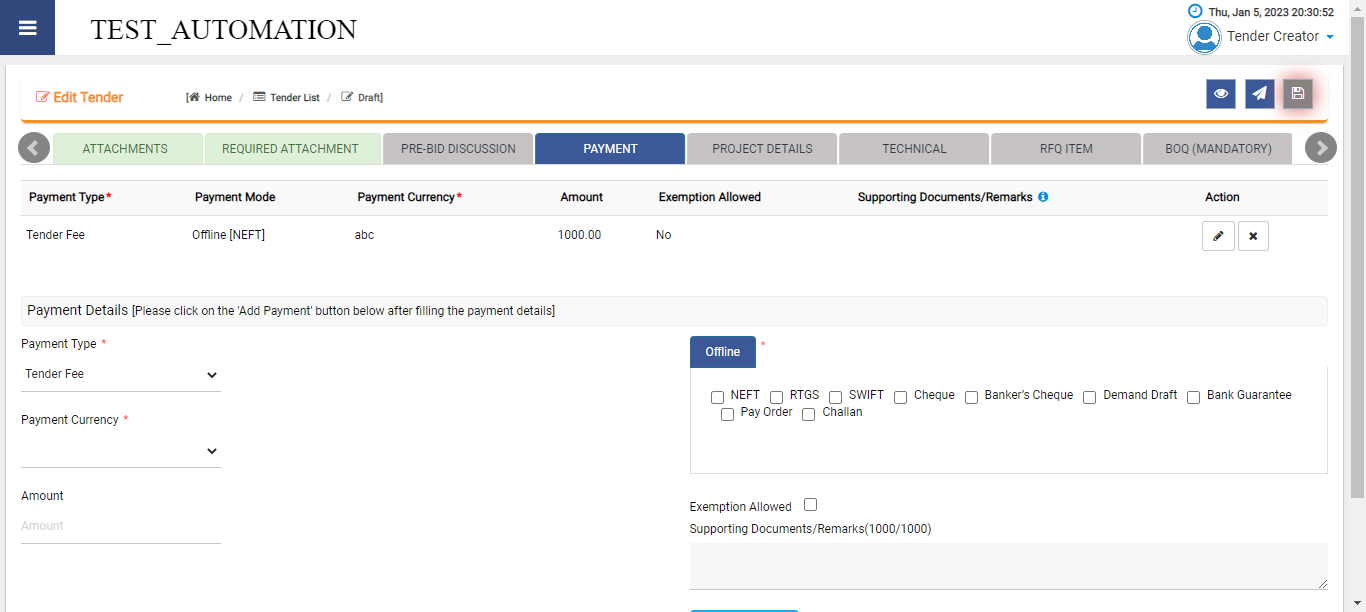 Thu, Jan 5, 2023 20:30:52
TEST_AUTOMATION
Tender Creator
Edit Tender
[ Home / Tender List / Draft]
ATTACHMENTS REQUIRED ATTACHMENT PRE-BID DISCUSSION PAYMENT PROJECT DETAILS TECHNICAL RFQ ITEM BOQ (MANDATORY)
Payment Type* Payment Mode Payment Currency* Amount Exemption Allowed Supporting Documents/Remarks Action
Tender Fee Offline [NEFT] abc 1000.00 No
Payment Details [Please click on the 'Add Payment' button below after filling the payment details]
Payment Type *
Tender Fee
Payment Currency *
Amount
Amount
Offline *
NEFT RTGS SWIFT Cheque Banker's Cheque Demand Draft Bank Guarantee
Pay Order Challan
Exemption Allowed
Supporting Documents/Remarks(1000/1000)